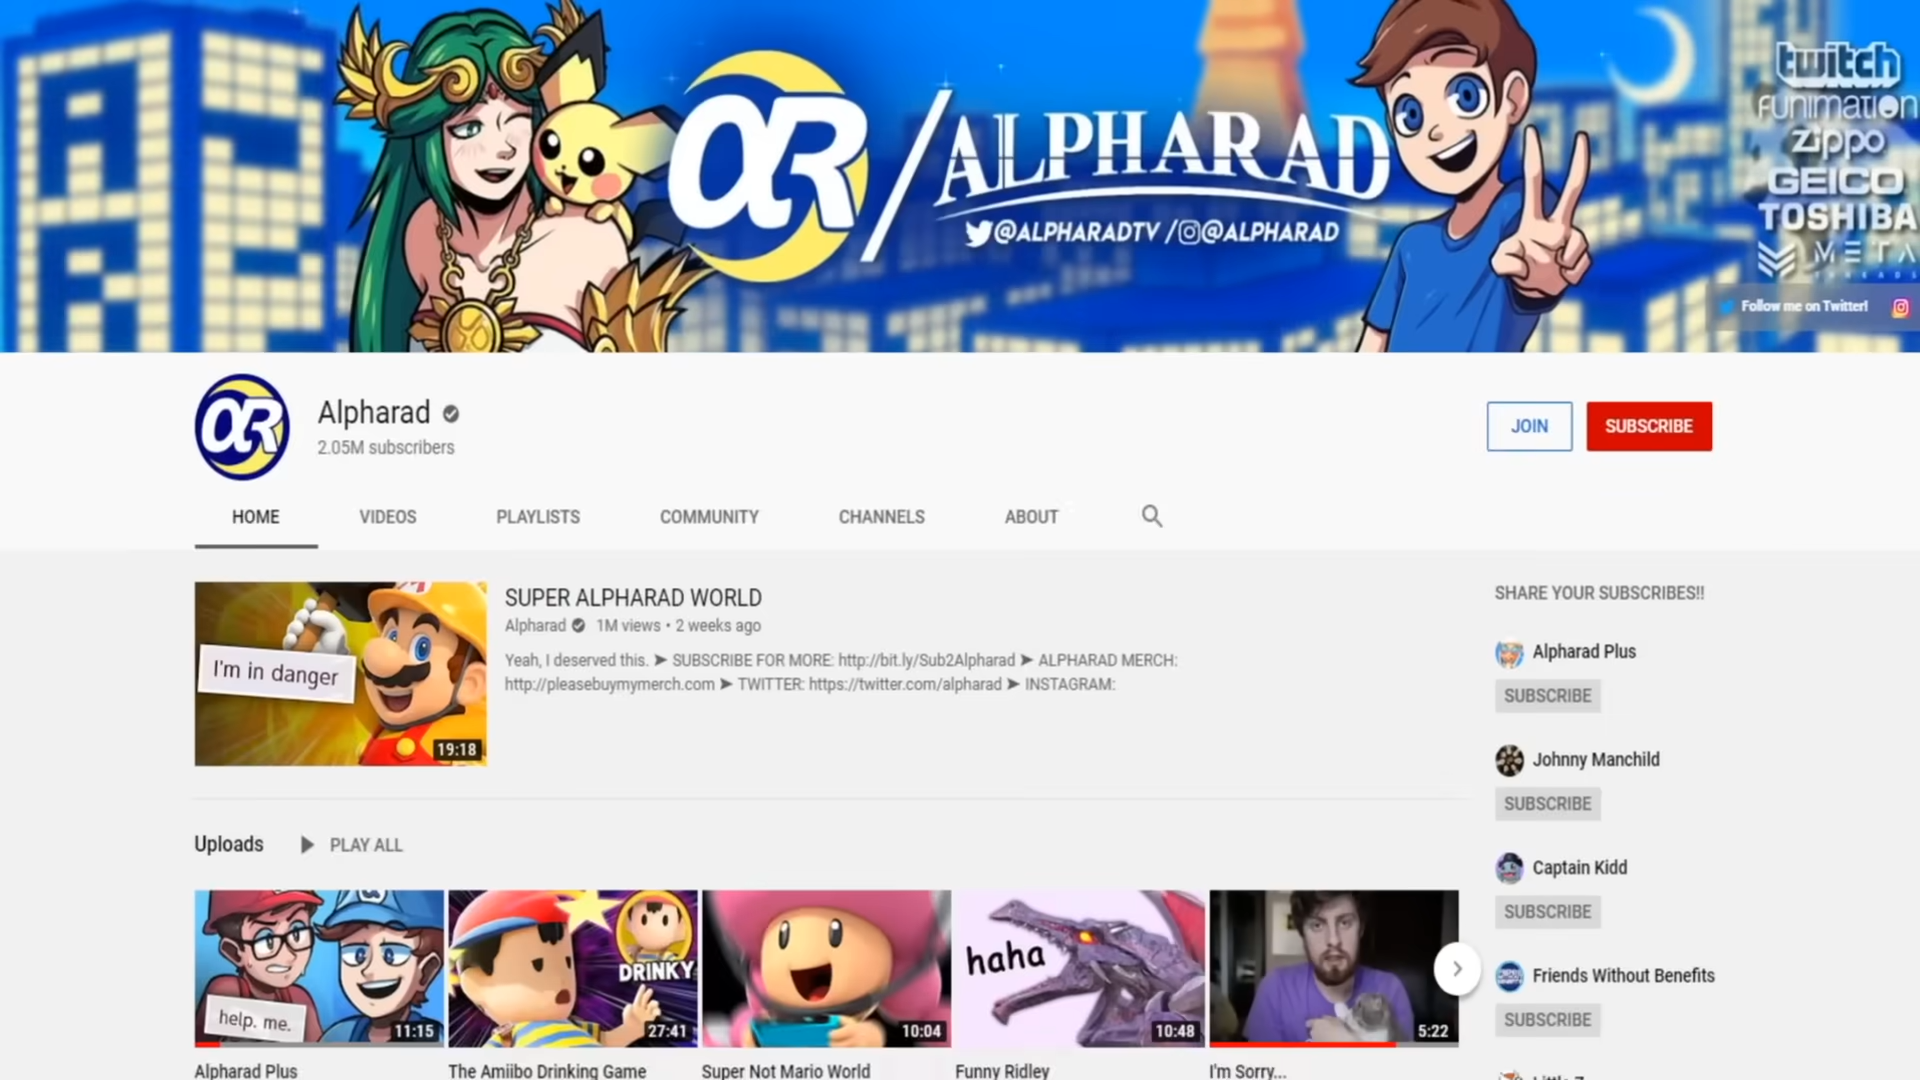 αR / ALPHARAD
@ALPHARADTV / @ALPHARAD
twitch
FUNIMATION
zippo
GEICO
TOSHIBA
META
THREADS
Follow me on Twitter!
αR
Alpharad
2.05M subscribers
JOIN
SUBSCRIBE
HOME
VIDEOS
PLAYLISTS
COMMUNITY
CHANNELS
ABOUT
I'm in danger
19:18
SUPER ALPHARAD WORLD
Alpharad 1M views • 2 weeks ago
Yeah, I deserved this. ➤ SUBSCRIBE FOR MORE: http://bit.ly/Sub2Alpharad ➤ ALPHARAD MERCH:
http://pleasebuymymerch.com ➤ TWITTER: https://twitter.com/alpharad ➤ INSTAGRAM:
SHARE YOUR SUBSCRIBES!!
Alpharad Plus
SUBSCRIBE
Johnny Manchild
SUBSCRIBE
Captain Kidd
SUBSCRIBE
Friends Without Benefits
SUBSCRIBE
Uploads
PLAY ALL
help. me.
11:15
DRINKY
27:41
10:04
haha
10:48
5:22
Alpharad Plus
The Amiibo Drinking Game
Super Not Mario World
Funny Ridley
I'm Sorry...